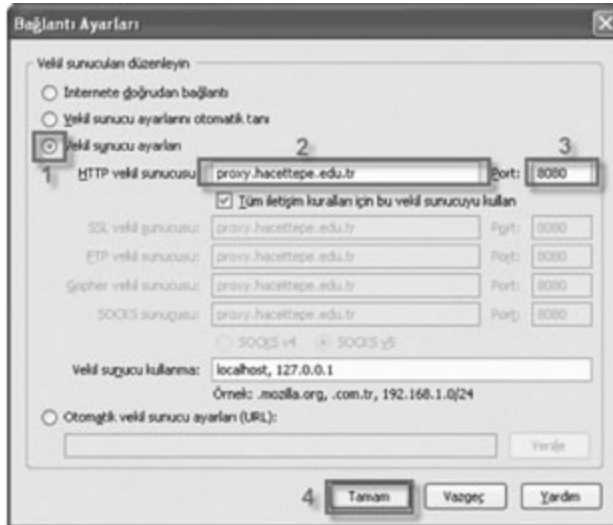 Bağlantı Ayarları
Vekil sunucuları düzenleyin
İnternete doğrudan bağlantı
Vekil sunucu ayarlarını otomatik tanı
Vekil sunucu ayarları
2
3
1
HTTP vekil sunucusu: proxy.hacettepe.edu.tr Port: 8080
Tüm iletişim kuralları için bu vekil sunucuyu kullan
SSL vekil sunucusu: proxy.hacettepe.edu.tr Port: 8080
FTP vekil sunucusu: proxy.hacettepe.edu.tr Port: 8080
Gopher vekil sunucusu: proxy.hacettepe.edu.tr Port: 8080
SOCKS sunucusu: proxy.hacettepe.edu.tr Port: 8080
SOCKS v4 SOCKS v5
Vekil sunucu kullanma: localhost, 127.0.0.1
Örnek: .mozilla.org, .com.tr, 192.168.1.0/24
Otomatik vekil sunucu ayarları (URL):
Yenile
4 Tamam Vazgeç Yardım